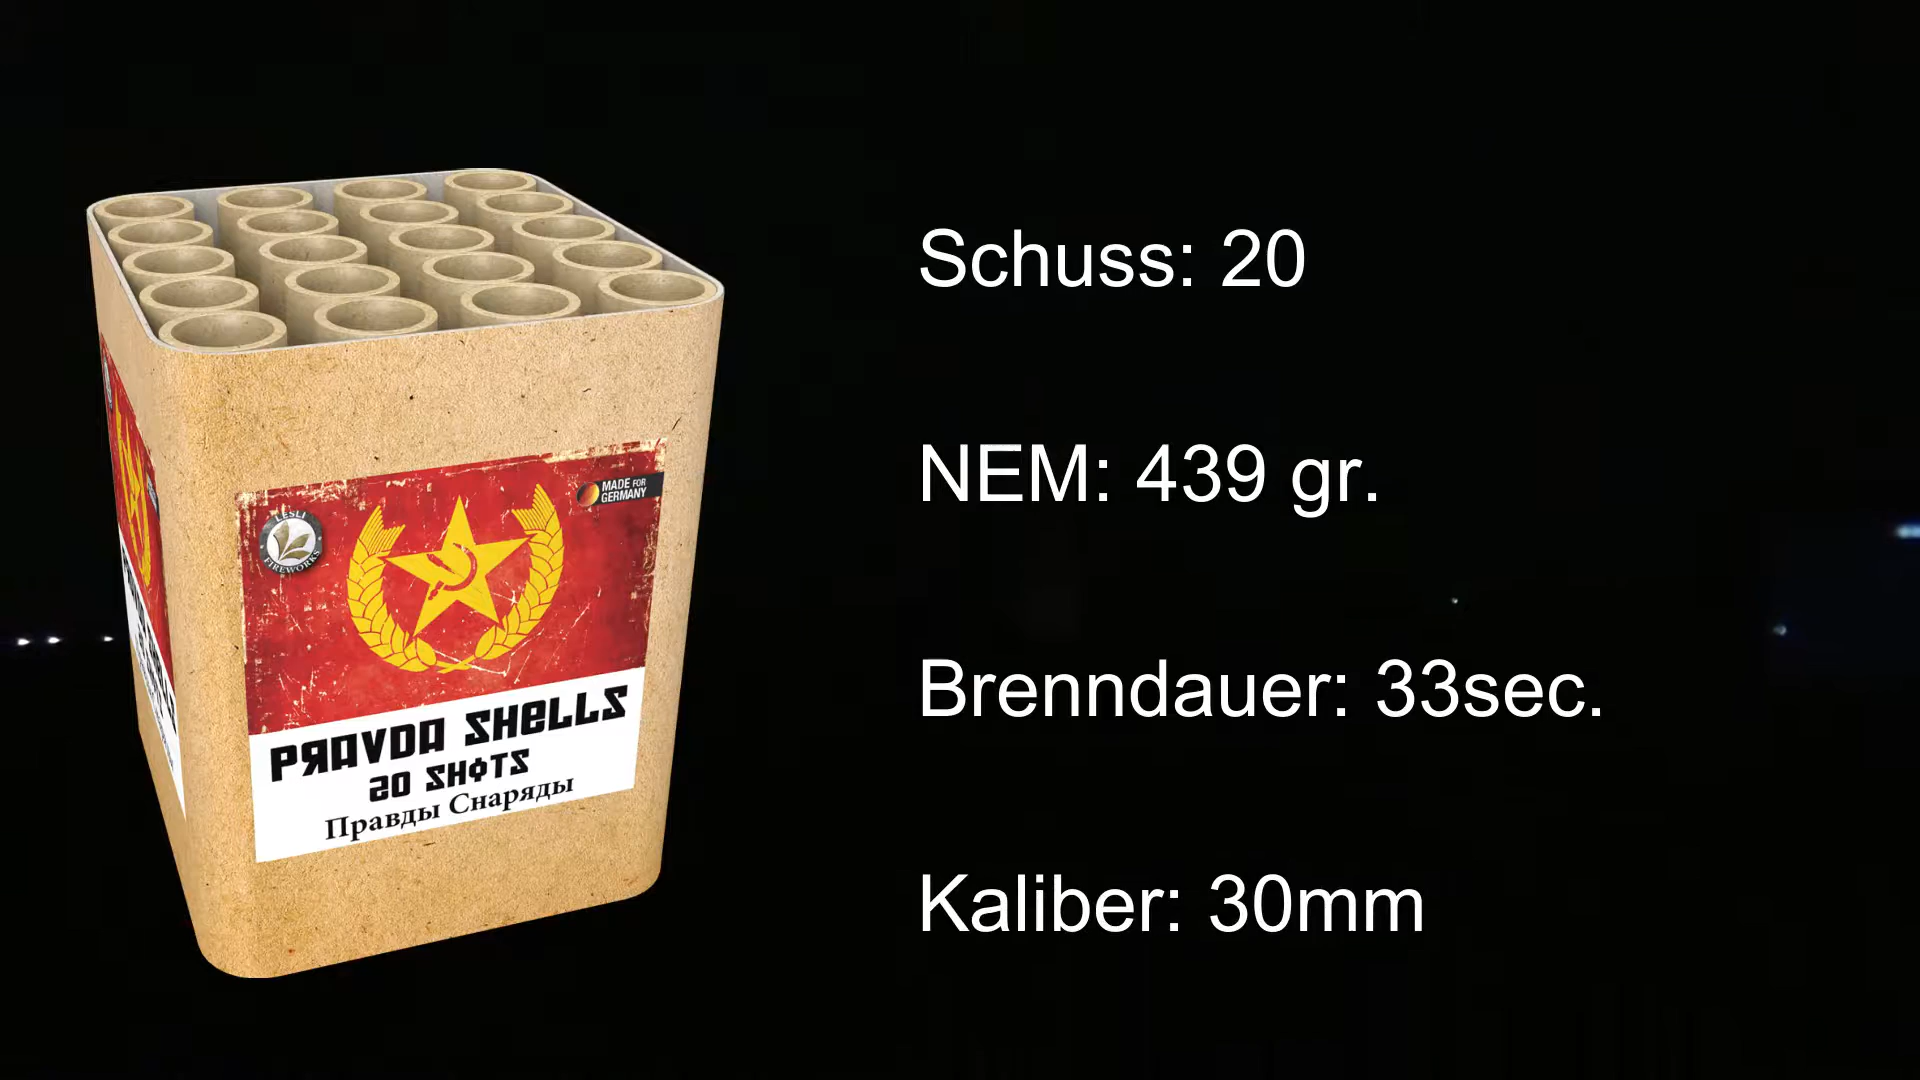 Schuss: 20
NEM: 439 gr.
Brenndauer: 33sec.
Kaliber: 30mm
LESLI
FIREWORKS
MADE FOR
GERMANY
PЯAVDA SHELLS
20 SHOTS
Правды Снаряды